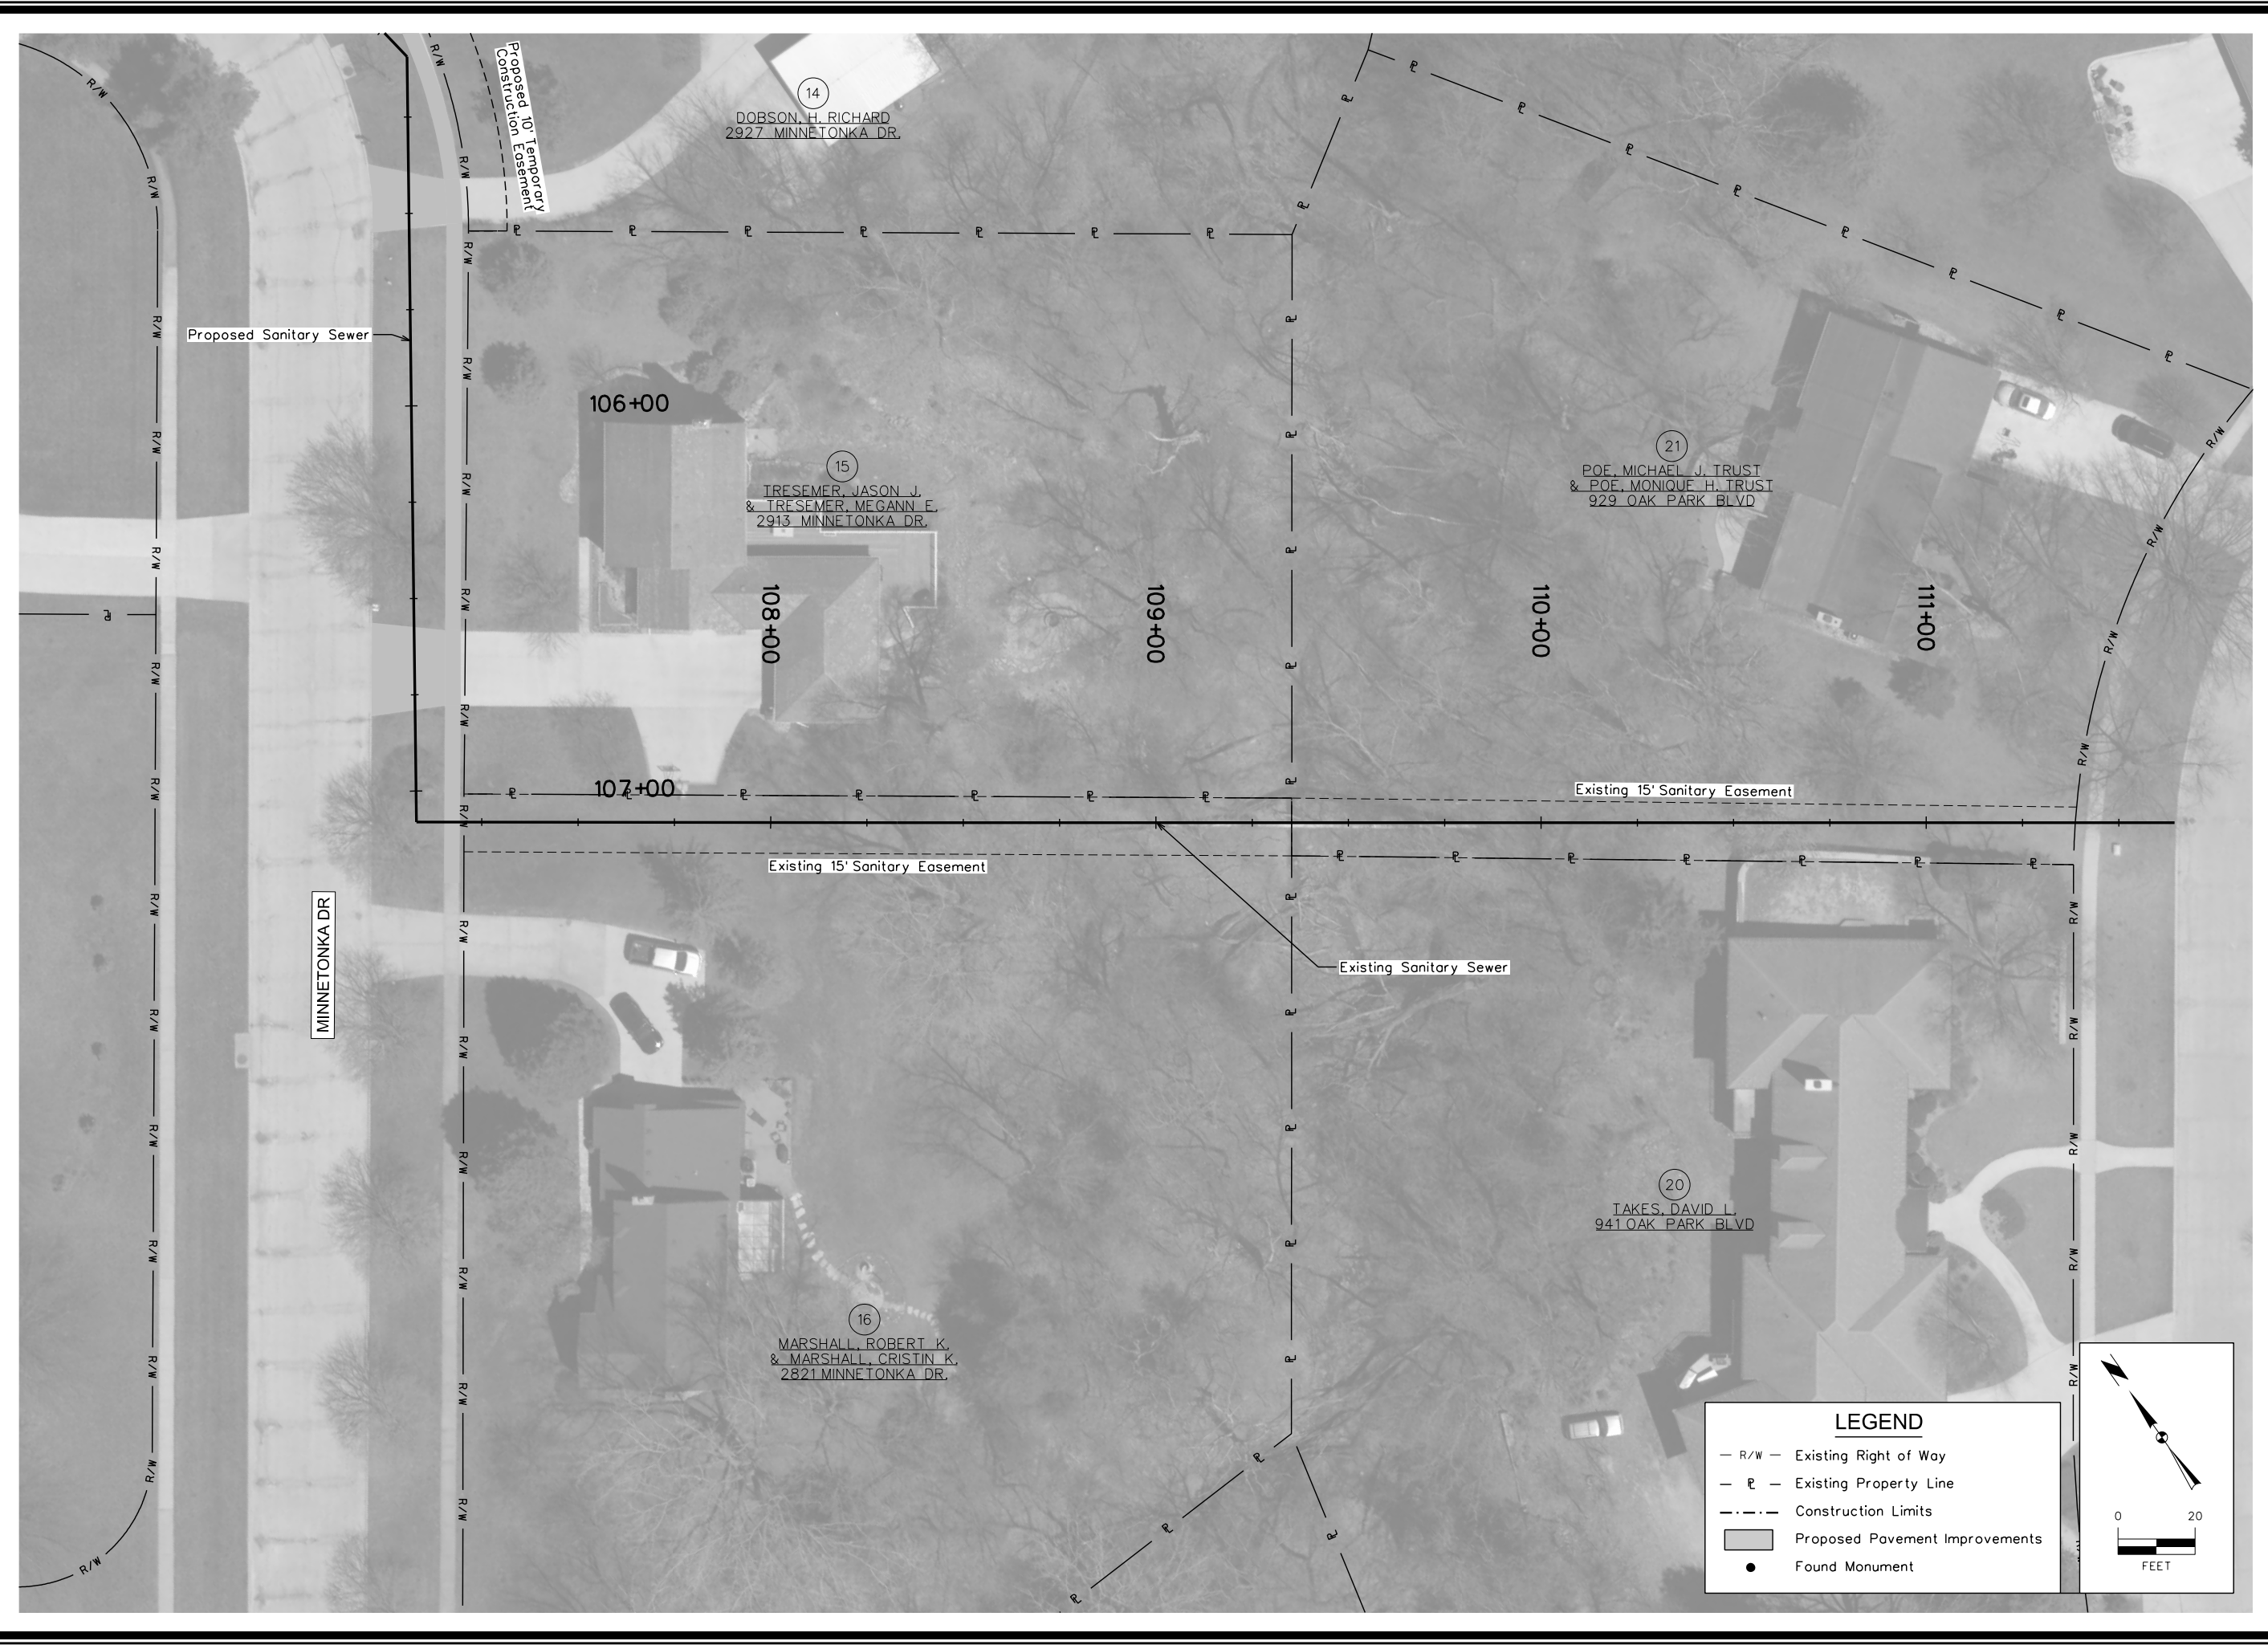 Proposed 10' Temporary
Construction Easement
14
DOBSON, H. RICHARD
2927 MINNETONKA DR.
Proposed Sanitary Sewer
106+00
15
TRESEMER, JASON J.
& TRESEMER, MEGANN E.
2913 MINNETONKA DR.
21
POE, MICHAEL J. TRUST
& POE, MONIQUE H. TRUST
929 OAK PARK BLVD
108+00
109+00
110+00
111+00
107+00
Existing 15' Sanitary Easement
Existing 15' Sanitary Easement
MINNETONKA DR
Existing Sanitary Sewer
20
TAKES, DAVID L.
941 OAK PARK BLVD
16
MARSHALL, ROBERT K.
& MARSHALL, CRISTIN K.
2821 MINNETONKA DR.
LEGEND
R/W Existing Right of Way
PL Existing Property Line
Construction Limits
Proposed Pavement Improvements
Found Monument
N
0 20
FEET